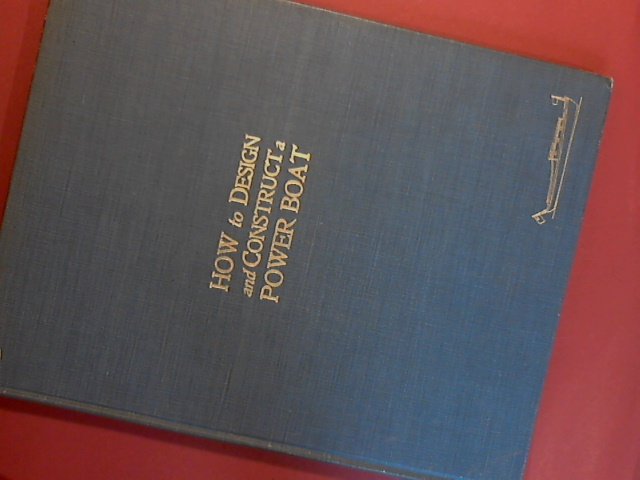 HOW to DESIGN
and CONSTRUCT a
POWER BOAT